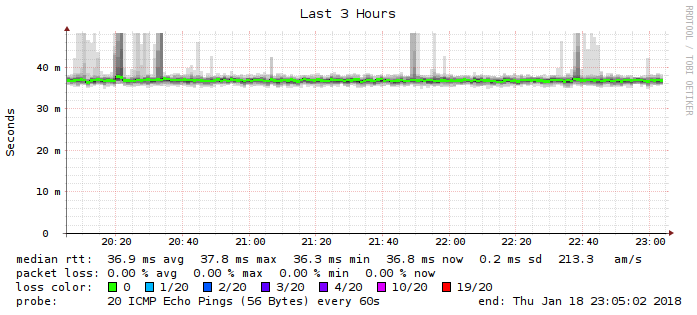 Last 3 Hours
RRDTOOL / TOBI OETIKER
Seconds
40 m
30 m
20 m
10 m
0
20:20 20:40 21:00 21:20 21:40 22:00 22:20 22:40 23:00
median rtt: 36.9 ms avg 37.8 ms max 36.3 ms min 36.8 ms now 0.2 ms sd 213.3 am/s
packet loss: 0.00 % avg 0.00 % max 0.00 % min 0.00 % now
loss color: 0 1/20 2/20 3/20 4/20 10/20 19/20
probe: 20 ICMP Echo Pings (56 Bytes) every 60s end: Thu Jan 18 23:05:02 2018